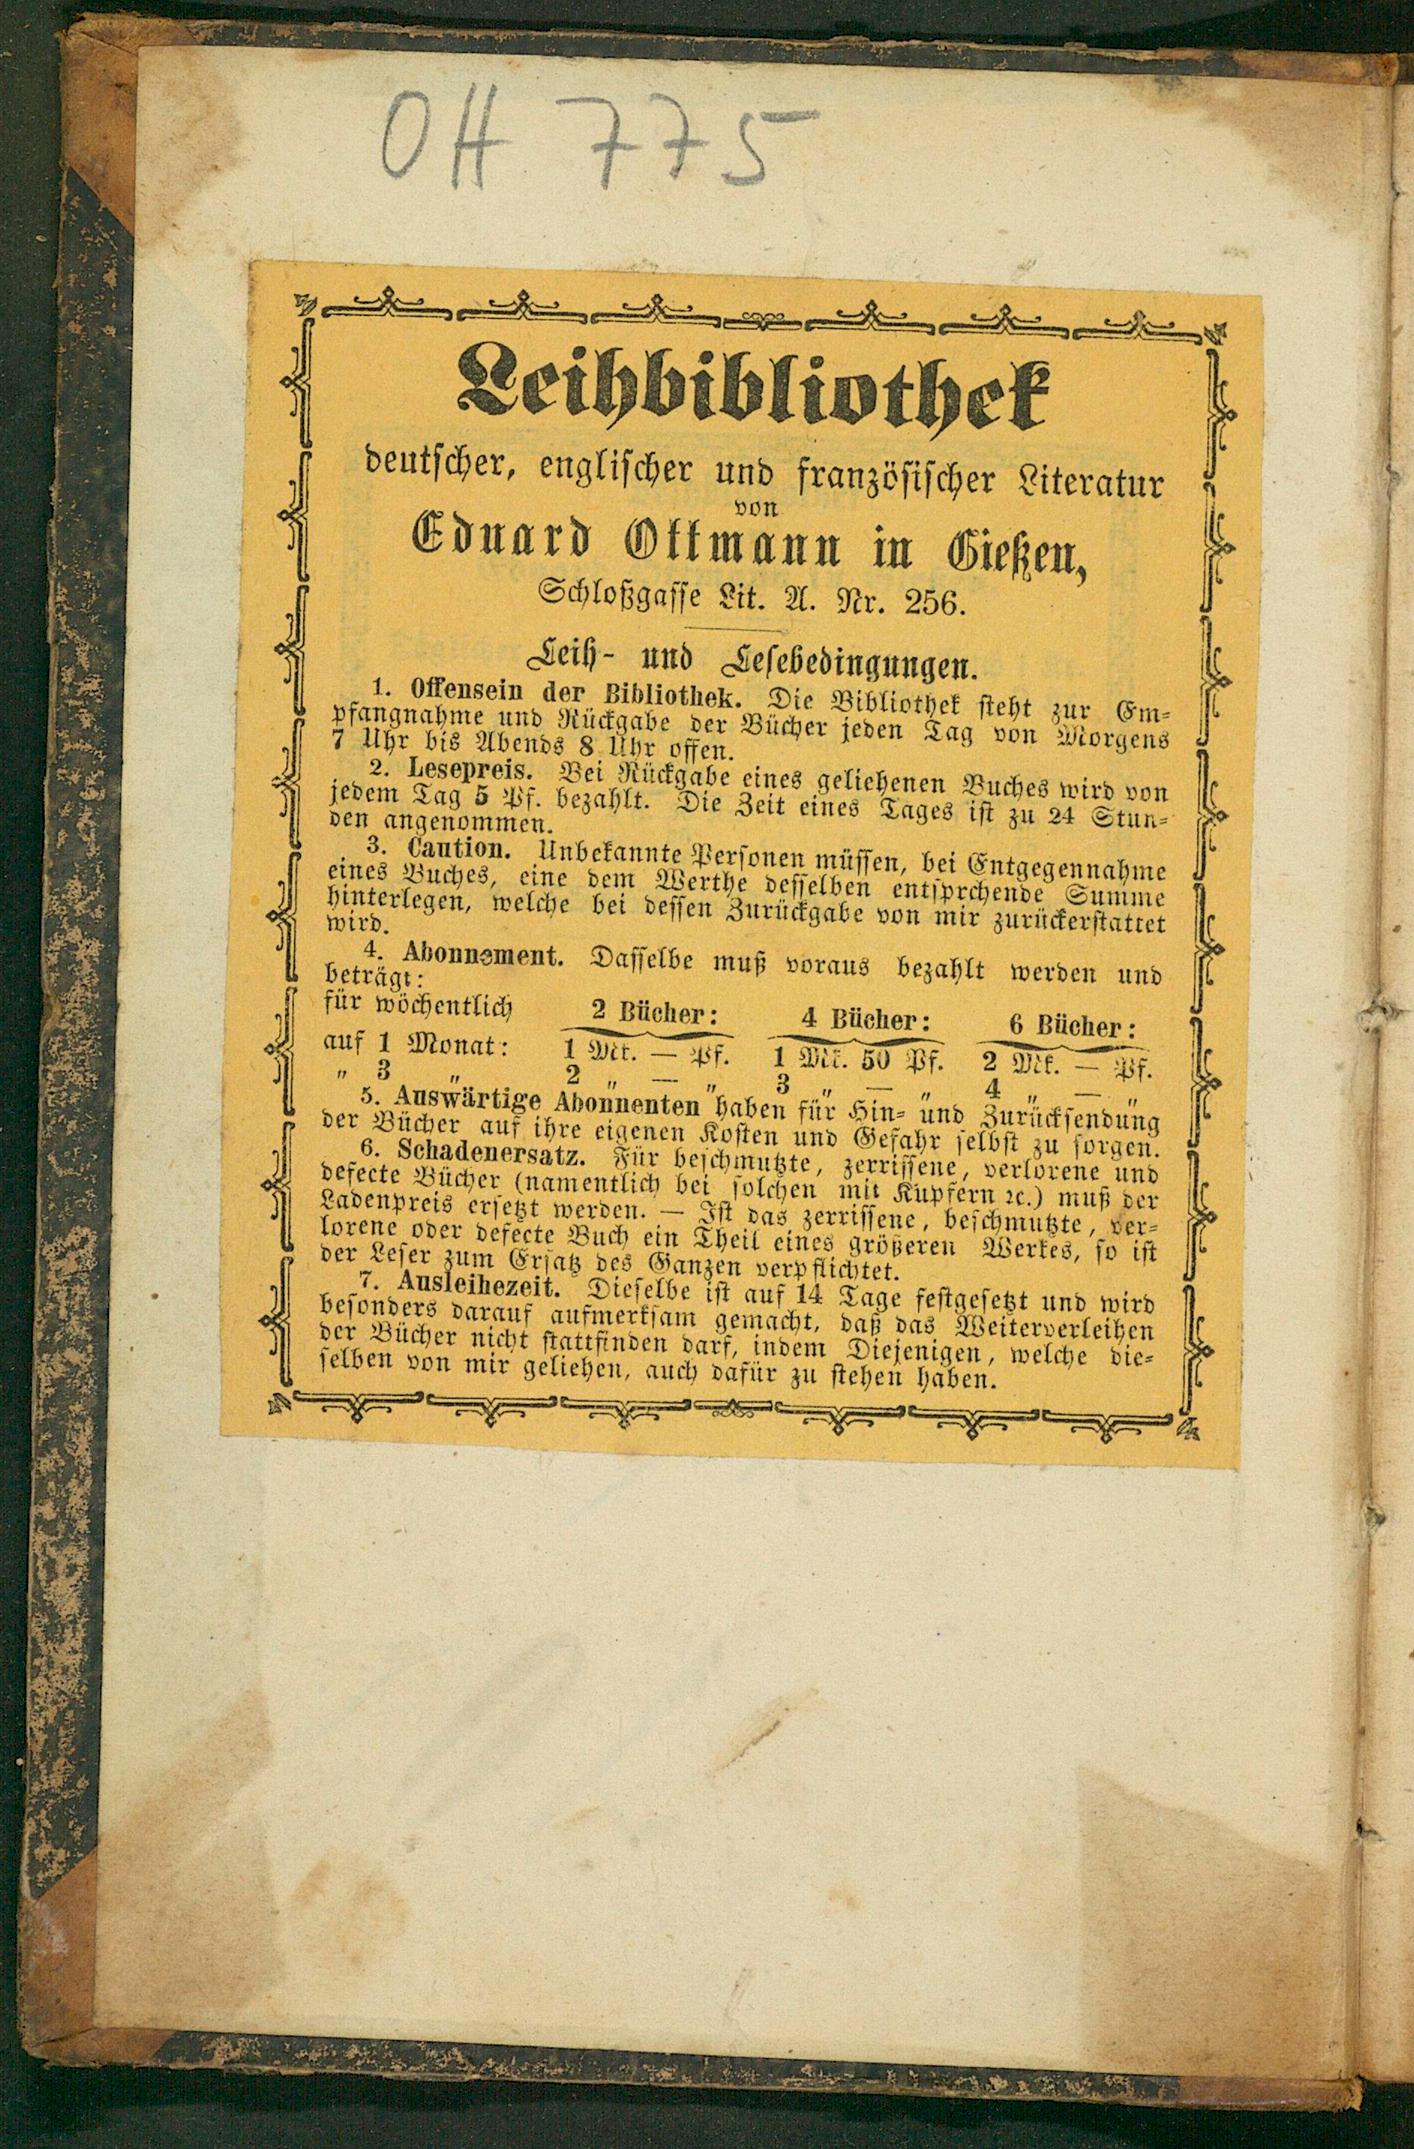 OH 775
Leihbibliothek
deutscher, englischer und französischer Literatur
von
Eduard Ottmann in Gießen,
Schloßgasse Lit. A. Nr. 256.
Leih- und Lesebedingungen.
1. Offensein der Bibliothek. Die Bibliothek steht zur Em-
pfangnahme und Rückgabe der Bücher jeden Tag von Morgens
7 Uhr bis Abends 8 Uhr offen.
2. Lesepreis. Bei Rückgabe eines geliehenen Buches wird von
jedem Tag 5 Pf. bezahlt. Die Zeit eines Tages ist zu 24 Stun-
den angenommen.
3. Caution. Unbekannte Personen müssen, bei Entgegennahme
eines Buches, eine dem Werthe desselben entsprchende Summe
hinterlegen, welche bei dessen Zurückgabe von mir zurückerstattet
wird.
4. Abonnement. Dasselbe muß voraus bezahlt werden und
beträgt:
für wöchentlich 2 Bücher: 4 Bücher: 6 Bücher:
auf 1 Monat: 1 Mk. — Pf. 1 Mk. 50 Pf. 2 Mk. — Pf.
" 3 " 2 " — " 3 " — " 4 " — "
5. Auswärtige Abonnenten haben für Hin- und Zurücksendung
der Bücher auf ihre eigenen Kosten und Gefahr selbst zu sorgen.
6. Schadenersatz. Für beschmutzte, zerrissene, verlorene und
defecte Bücher (namentlich bei solchen mit Kupfern ꝛc.) muß der
Ladenpreis ersetzt werden. — Ist das zerrissene, beschmutzte, ver-
lorene oder defecte Buch ein Theil eines größeren Werkes, so ist
der Leser zum Ersatz des Ganzen verpflichtet.
7. Ausleihezeit. Dieselbe ist auf 14 Tage festgesetzt und wird
besonders darauf aufmerksam gemacht, daß das Weiterverleihen
der Bücher nicht stattfinden darf, indem Diejenigen, welche die-
selben von mir geliehen, auch dafür zu stehen haben.